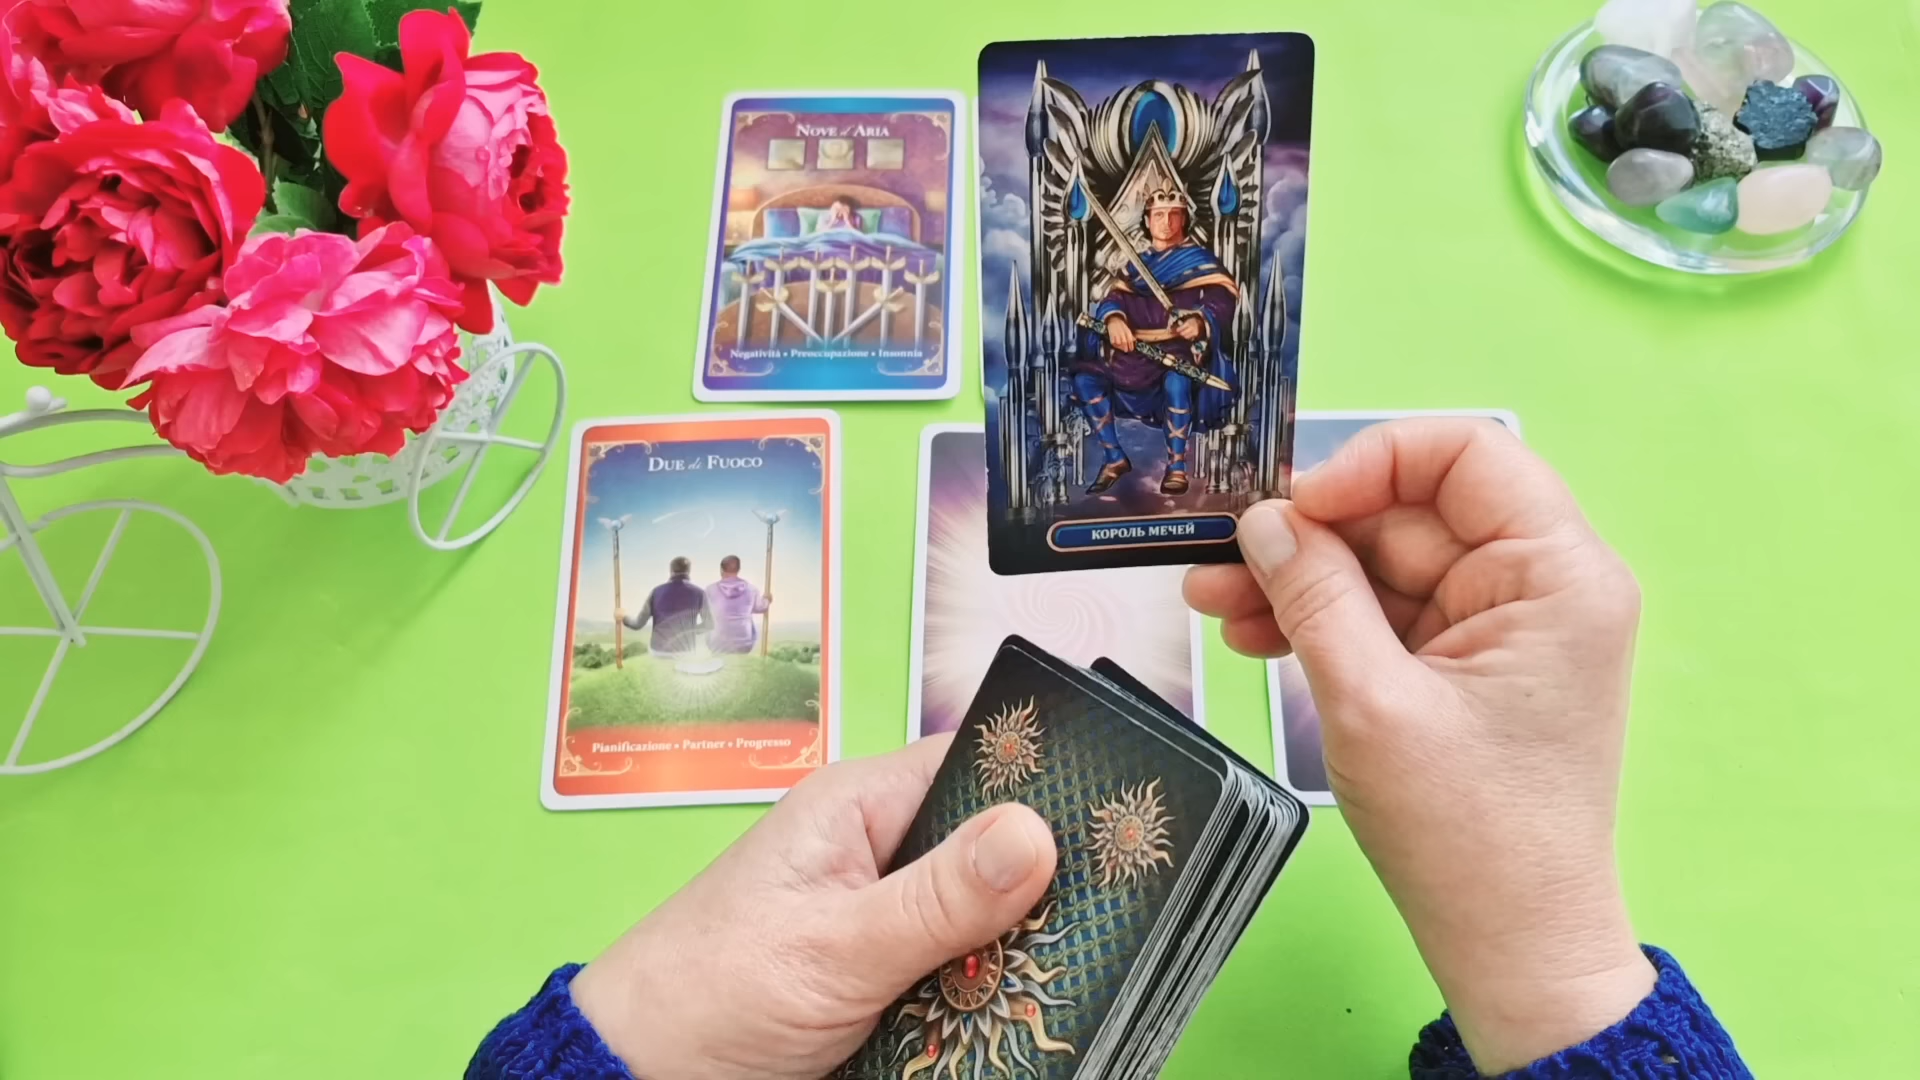 Nove d'Aria
Negatività • Preoccupazione • Insonnia
КОРОЛЬ МЕЧЕЙ
Due di Fuoco
Pianificazione • Partner • Progresso